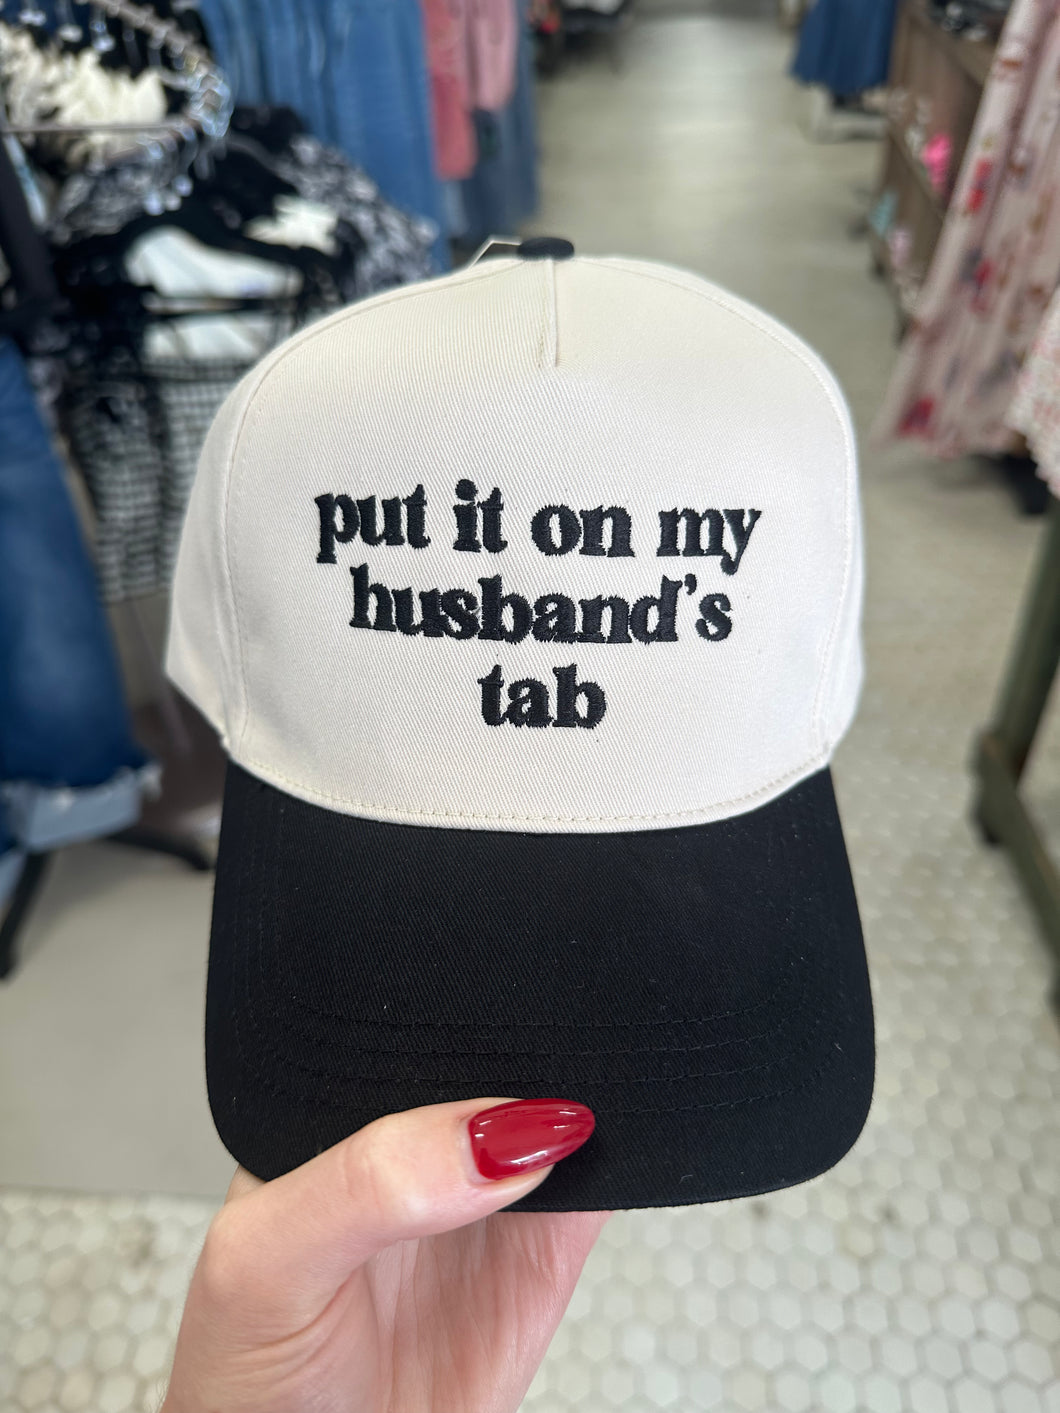 put it on my
husband's
tab